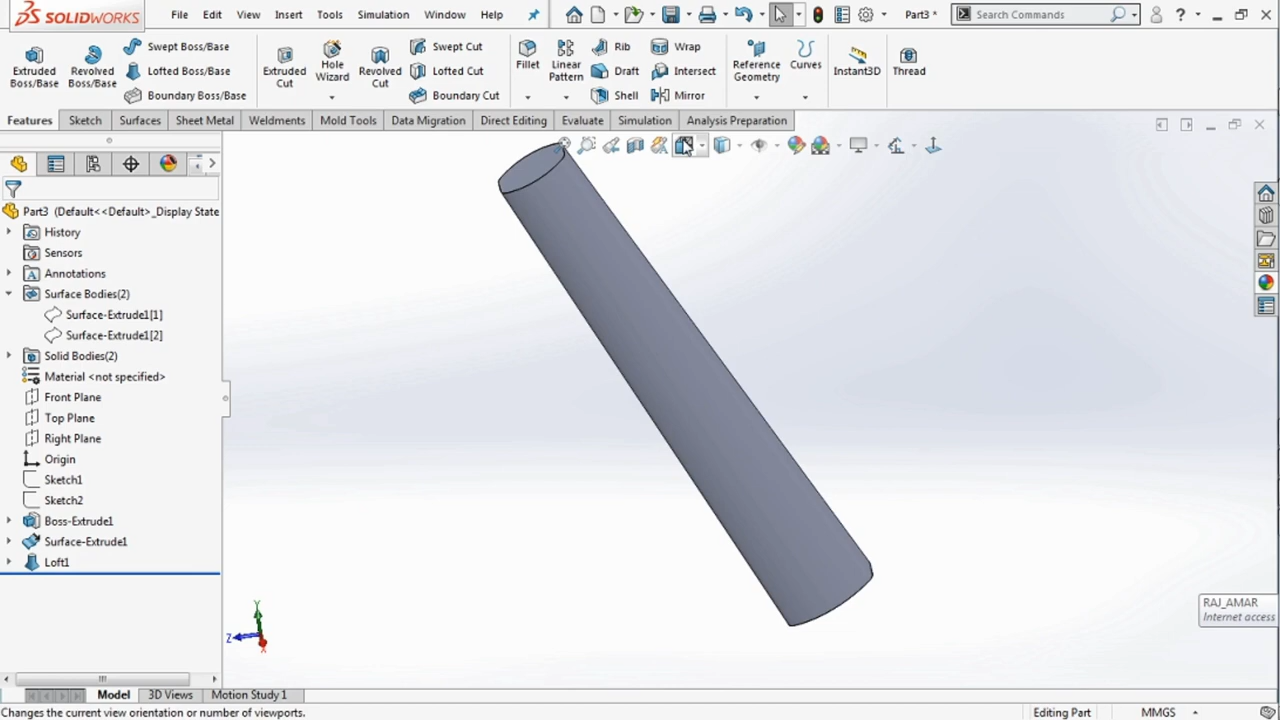 SOLIDWORKS File Edit View Insert Tools Simulation Window Help Part3 * Search Commands
Extruded Boss/Base Revolved Boss/Base Swept Boss/Base Lofted Boss/Base Boundary Boss/Base Extruded Cut Hole Wizard Revolved Cut Swept Cut Lofted Cut Boundary Cut Fillet Linear Pattern Rib Draft Shell Wrap Intersect Mirror Reference Geometry Curves Instant3D Thread
Features Sketch Surfaces Sheet Metal Weldments Mold Tools Data Migration Direct Editing Evaluate Simulation Analysis Preparation
Part3 (Default<<Default>_Display State
History
Sensors
Annotations
Surface Bodies(2)
Surface-Extrude1[1]
Surface-Extrude1[2]
Solid Bodies(2)
Material <not specified>
Front Plane
Top Plane
Right Plane
Origin
Sketch1
Sketch2
Boss-Extrude1
Surface-Extrude1
Loft1
Y
Z
X
RAJ_AMAR
Internet access
Model 3D Views Motion Study 1
Changes the current view orientation or number of viewports. Editing Part MMGS